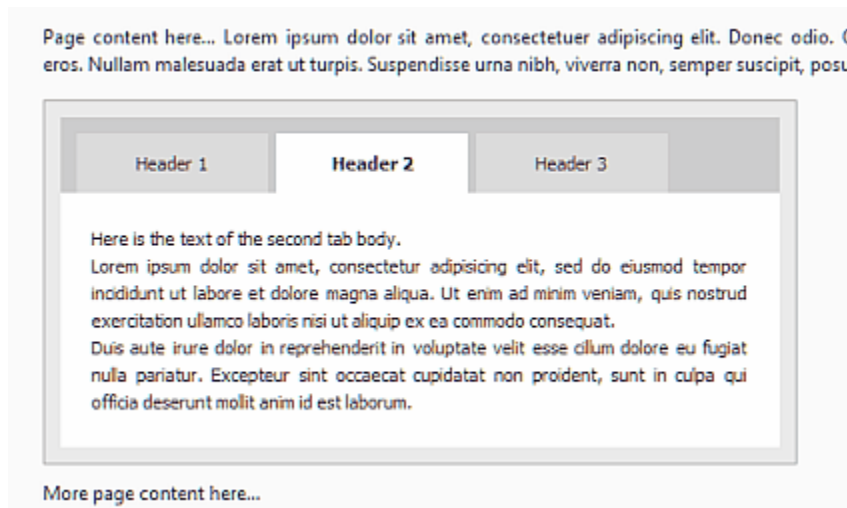 Page content here... Lorem ipsum dolor sit amet, consectetuer adipiscing elit. Donec odio.
eros. Nullam malesuada erat ut turpis. Suspendisse urna nibh, viverra non, semper suscipit, posu
Header 1 Header 2 Header 3
Here is the text of the second tab body.
Lorem ipsum dolor sit amet, consectetur adipisicing elit, sed do eiusmod tempor
incididunt ut labore et dolore magna aliqua. Ut enim ad minim veniam, quis nostrud
exercitation ullamco laboris nisi ut aliquip ex ea commodo consequat.
Duis aute irure dolor in reprehenderit in voluptate velit esse cillum dolore eu fugiat
nulla pariatur. Excepteur sint occaecat cupidatat non proident, sunt in culpa qui
officia deserunt mollit anim id est laborum.
More page content here...